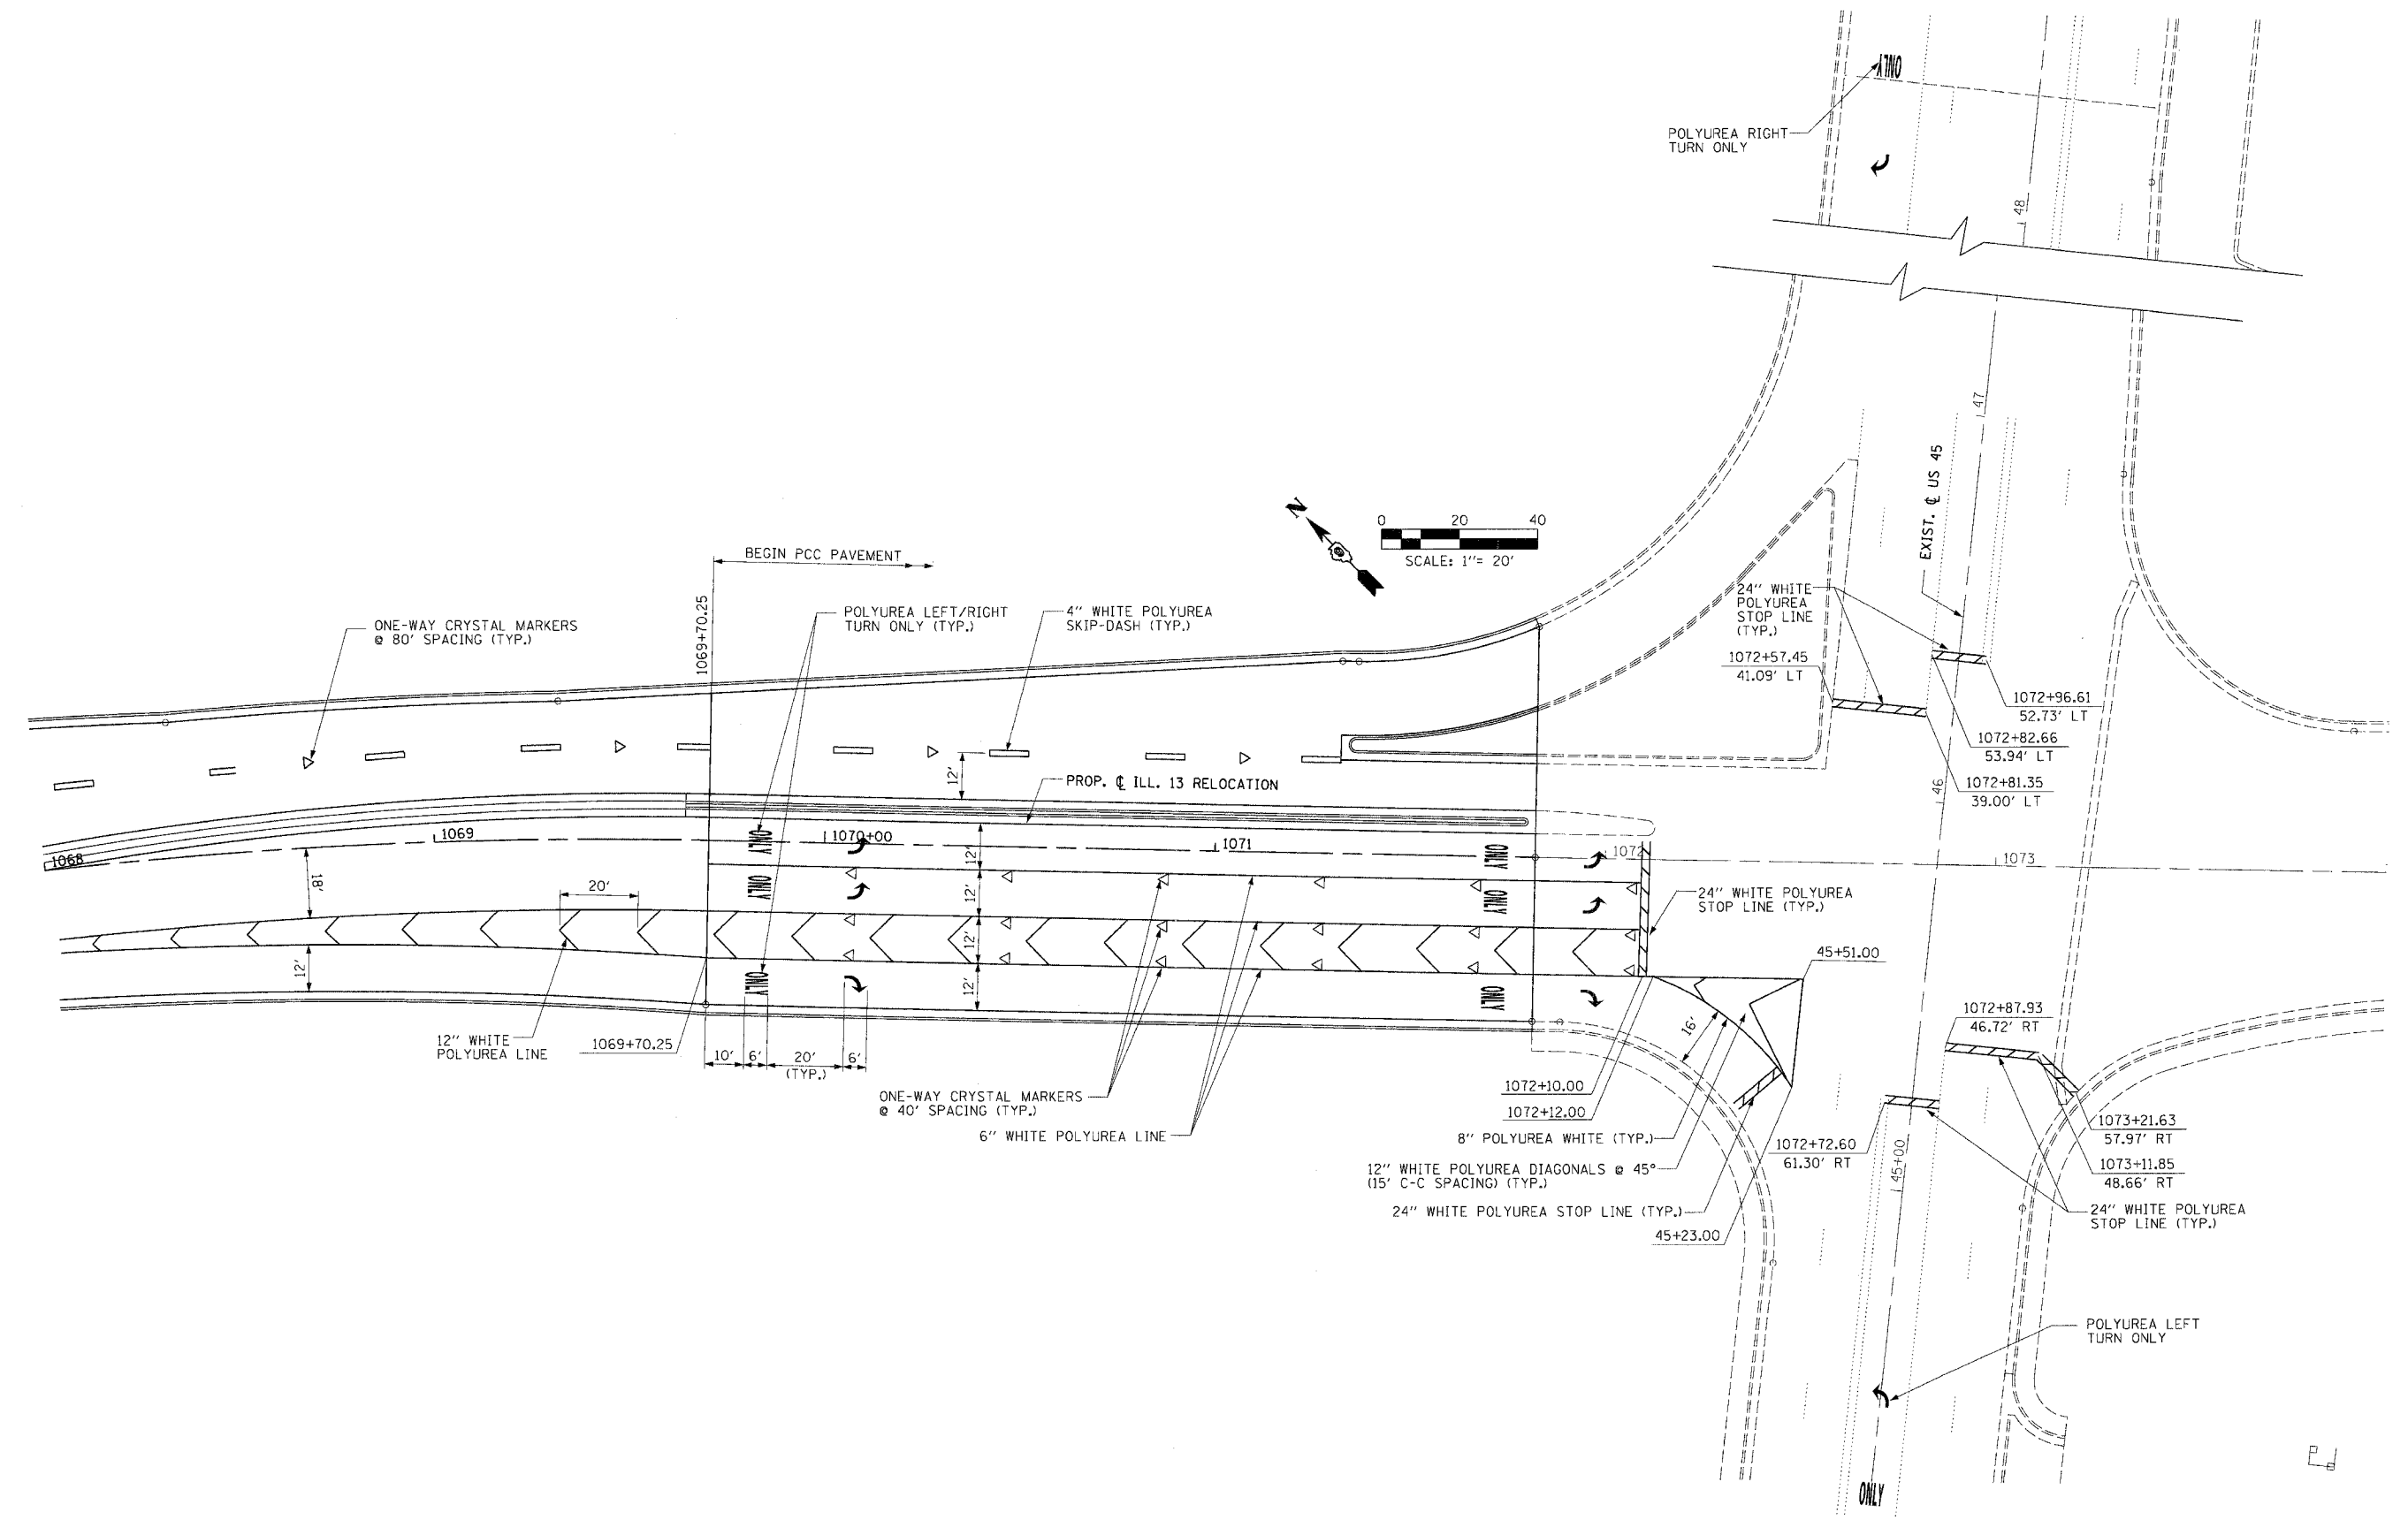 ONLY
POLYUREA RIGHT
TURN ONLY
48
47
EXIST. ℄ US 45
N
0 20 40
SCALE: 1"= 20'
BEGIN PCC PAVEMENT
1069+70.25
ONE-WAY CRYSTAL MARKERS
@ 80' SPACING (TYP.)
POLYUREA LEFT/RIGHT
TURN ONLY (TYP.)
4" WHITE POLYUREA
SKIP-DASH (TYP.)
24" WHITE
POLYUREA
STOP LINE
(TYP.)
1072+57.45
41.09' LT
1072+96.61
52.73' LT
1072+82.66
53.94' LT
1072+81.35
39.00' LT
46
12'
PROP. ℄ ILL. 13 RELOCATION
1068
1069
ONLY
1070+00
1071
ONLY
1072
1073
18'
20'
12'
ONLY
12'
ONLY
24" WHITE POLYUREA
STOP LINE (TYP.)
12'
12'
12'
ONLY
ONLY
45+51.00
12" WHITE
POLYUREA LINE
1069+70.25
10'
6'
20'
(TYP.)
6'
ONE-WAY CRYSTAL MARKERS
@ 40' SPACING (TYP.)
6" WHITE POLYUREA LINE
16'
1072+87.93
46.72' RT
1072+10.00
1072+12.00
8" POLYUREA WHITE (TYP.)
12" WHITE POLYUREA DIAGONALS @ 45°
(15' C-C SPACING) (TYP.)
24" WHITE POLYUREA STOP LINE (TYP.)
45+23.00
1072+72.60
61.30' RT
45+00
1073+21.63
57.97' RT
1073+11.85
48.66' RT
24" WHITE POLYUREA
STOP LINE (TYP.)
POLYUREA LEFT
TURN ONLY
ONLY